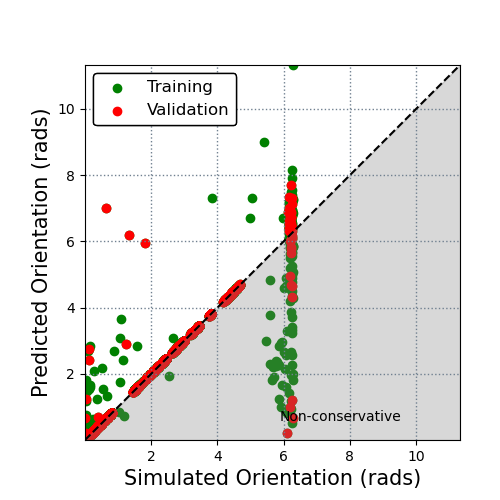 Training
Validation
10
8
6
4
2
Predicted Orientation (rads)
Non-conservative
2 4 6 8 10
Simulated Orientation (rads)